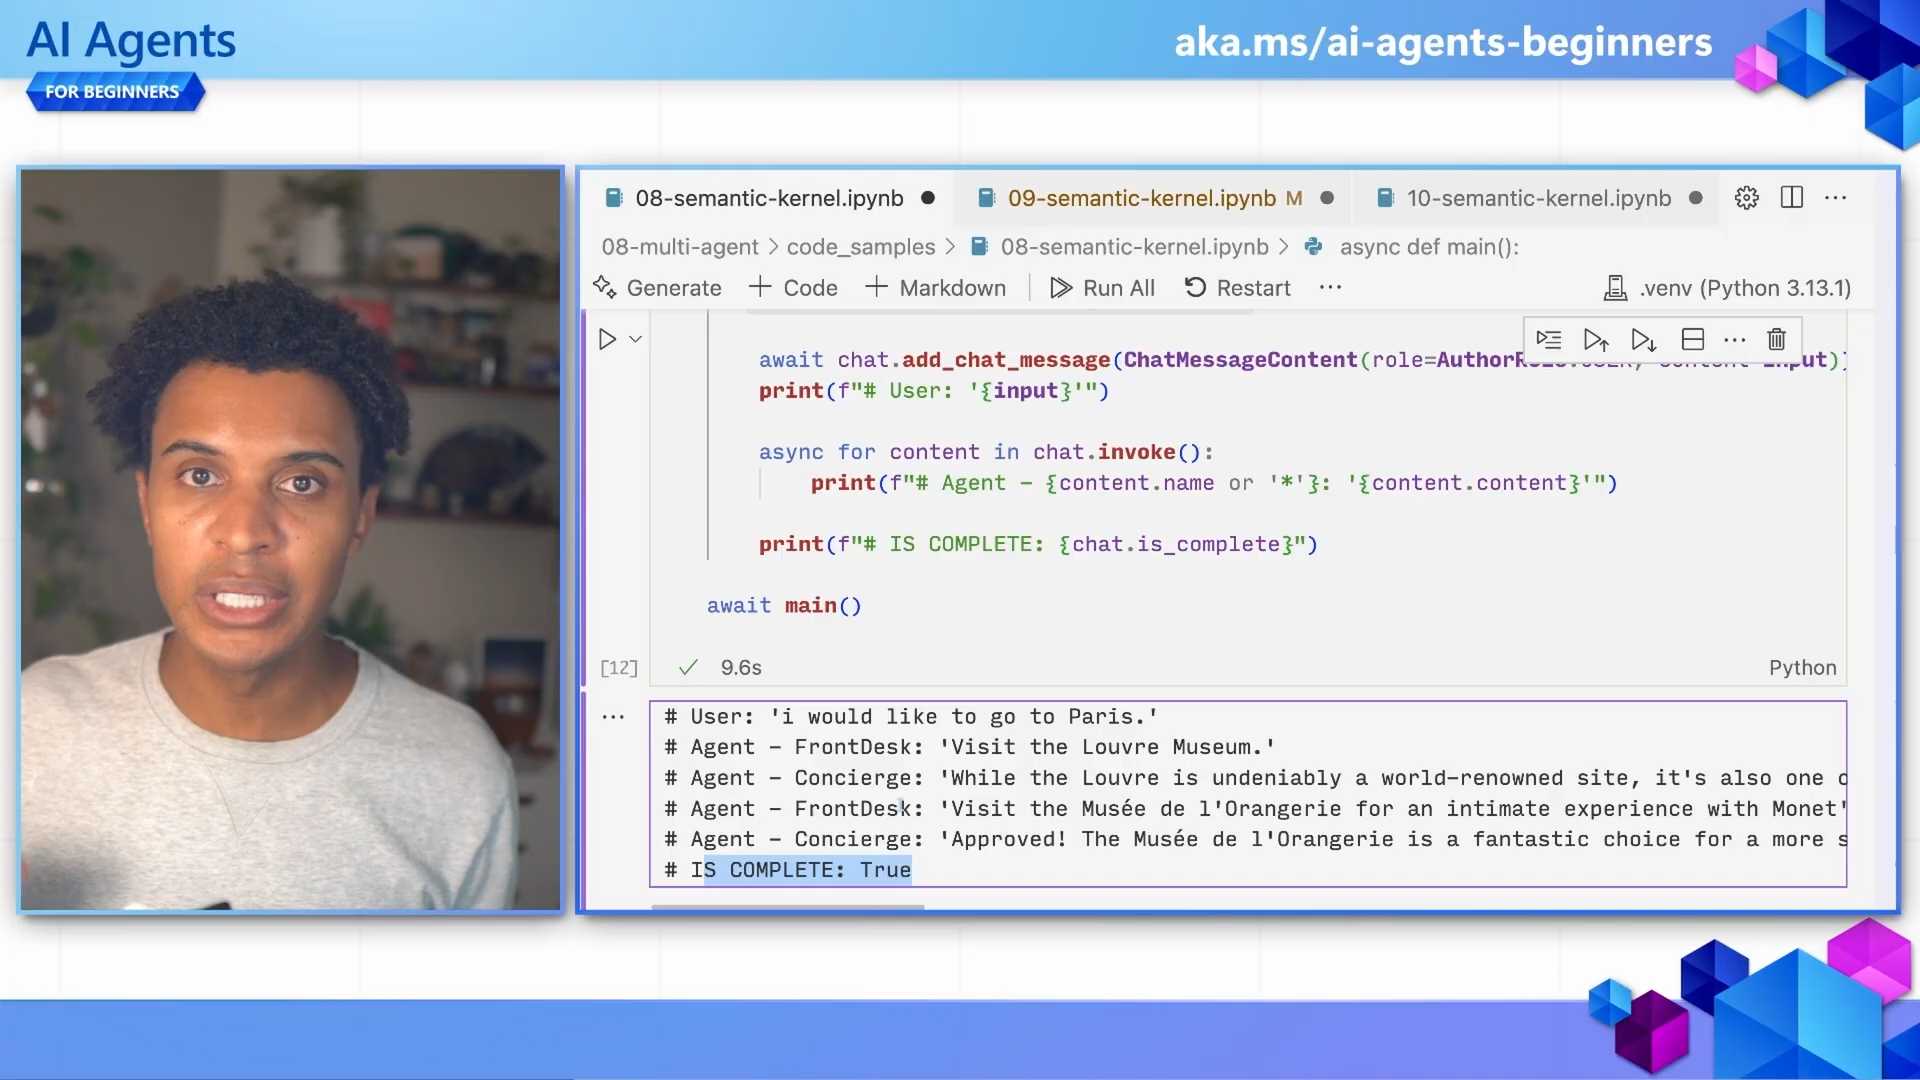 AI Agents
FOR BEGINNERS
aka.ms/ai-agents-beginners
08-semantic-kernel.ipynb
09-semantic-kernel.ipynb M
10-semantic-kernel.ipynb
08-multi-agent > code_samples > 08-semantic-kernel.ipynb > async def main():
Generate + Code + Markdown Run All Restart ...
.venv (Python 3.13.1)
await chat.add_chat_message(ChatMessageContent(role=
print(f"# User: '{input}'")
async for content in chat.invoke():
print(f"# Agent - {content.name or '*'}: '{content.content}'")
print(f"# IS COMPLETE: {chat.is_complete}")
await main()
[12] 9.6s Python
# User: 'i would like to go to Paris.'
# Agent - FrontDesk: 'Visit the Louvre Museum.'
# Agent - Concierge: 'While the Louvre is undeniably a world-renowned site, it's also one
# Agent - FrontDesk: 'Visit the Musée de l'Orangerie for an intimate experience with Monet'
# Agent - Concierge: 'Approved! The Musée de l'Orangerie is a fantastic choice for a more
# IS COMPLETE: True